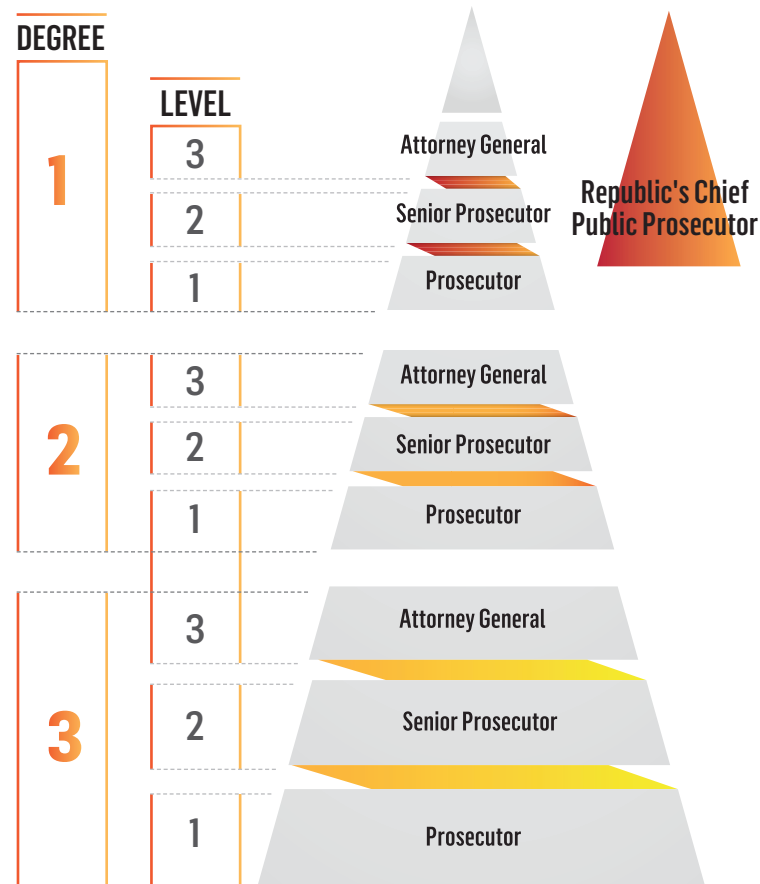 DEGREE
LEVEL
1
3
Attorney General
2
Senior Prosecutor
1
Prosecutor
Republic's Chief
Public Prosecutor
2
3
Attorney General
2
Senior Prosecutor
1
Prosecutor
3
3
Attorney General
2
Senior Prosecutor
1
Prosecutor